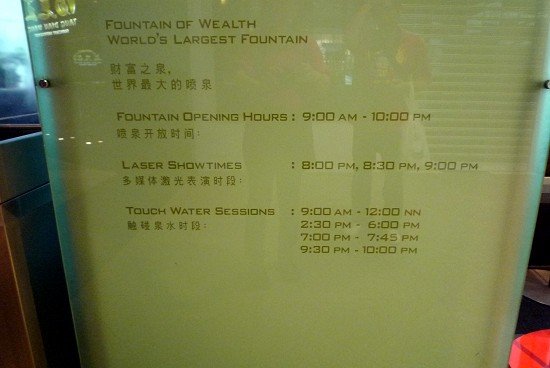 FOUNTAIN OF WEALTH
WORLD'S LARGEST FOUNTAIN
财富之泉,
世界最大的喷泉
FOUNTAIN OPENING HOURS : 9:00 AM - 10:00 PM
喷泉开放时间:
LASER SHOWTIMES : 8:00 PM, 8:30 PM, 9:00 PM
多媒体激光表演时段:
TOUCH WATER SESSIONS : 9:00 AM - 12:00 NN
触碰泉水时段: 2:30 PM - 6:00 PM
7:00 PM - 7:45 PM
9:30 PM - 10:00 PM